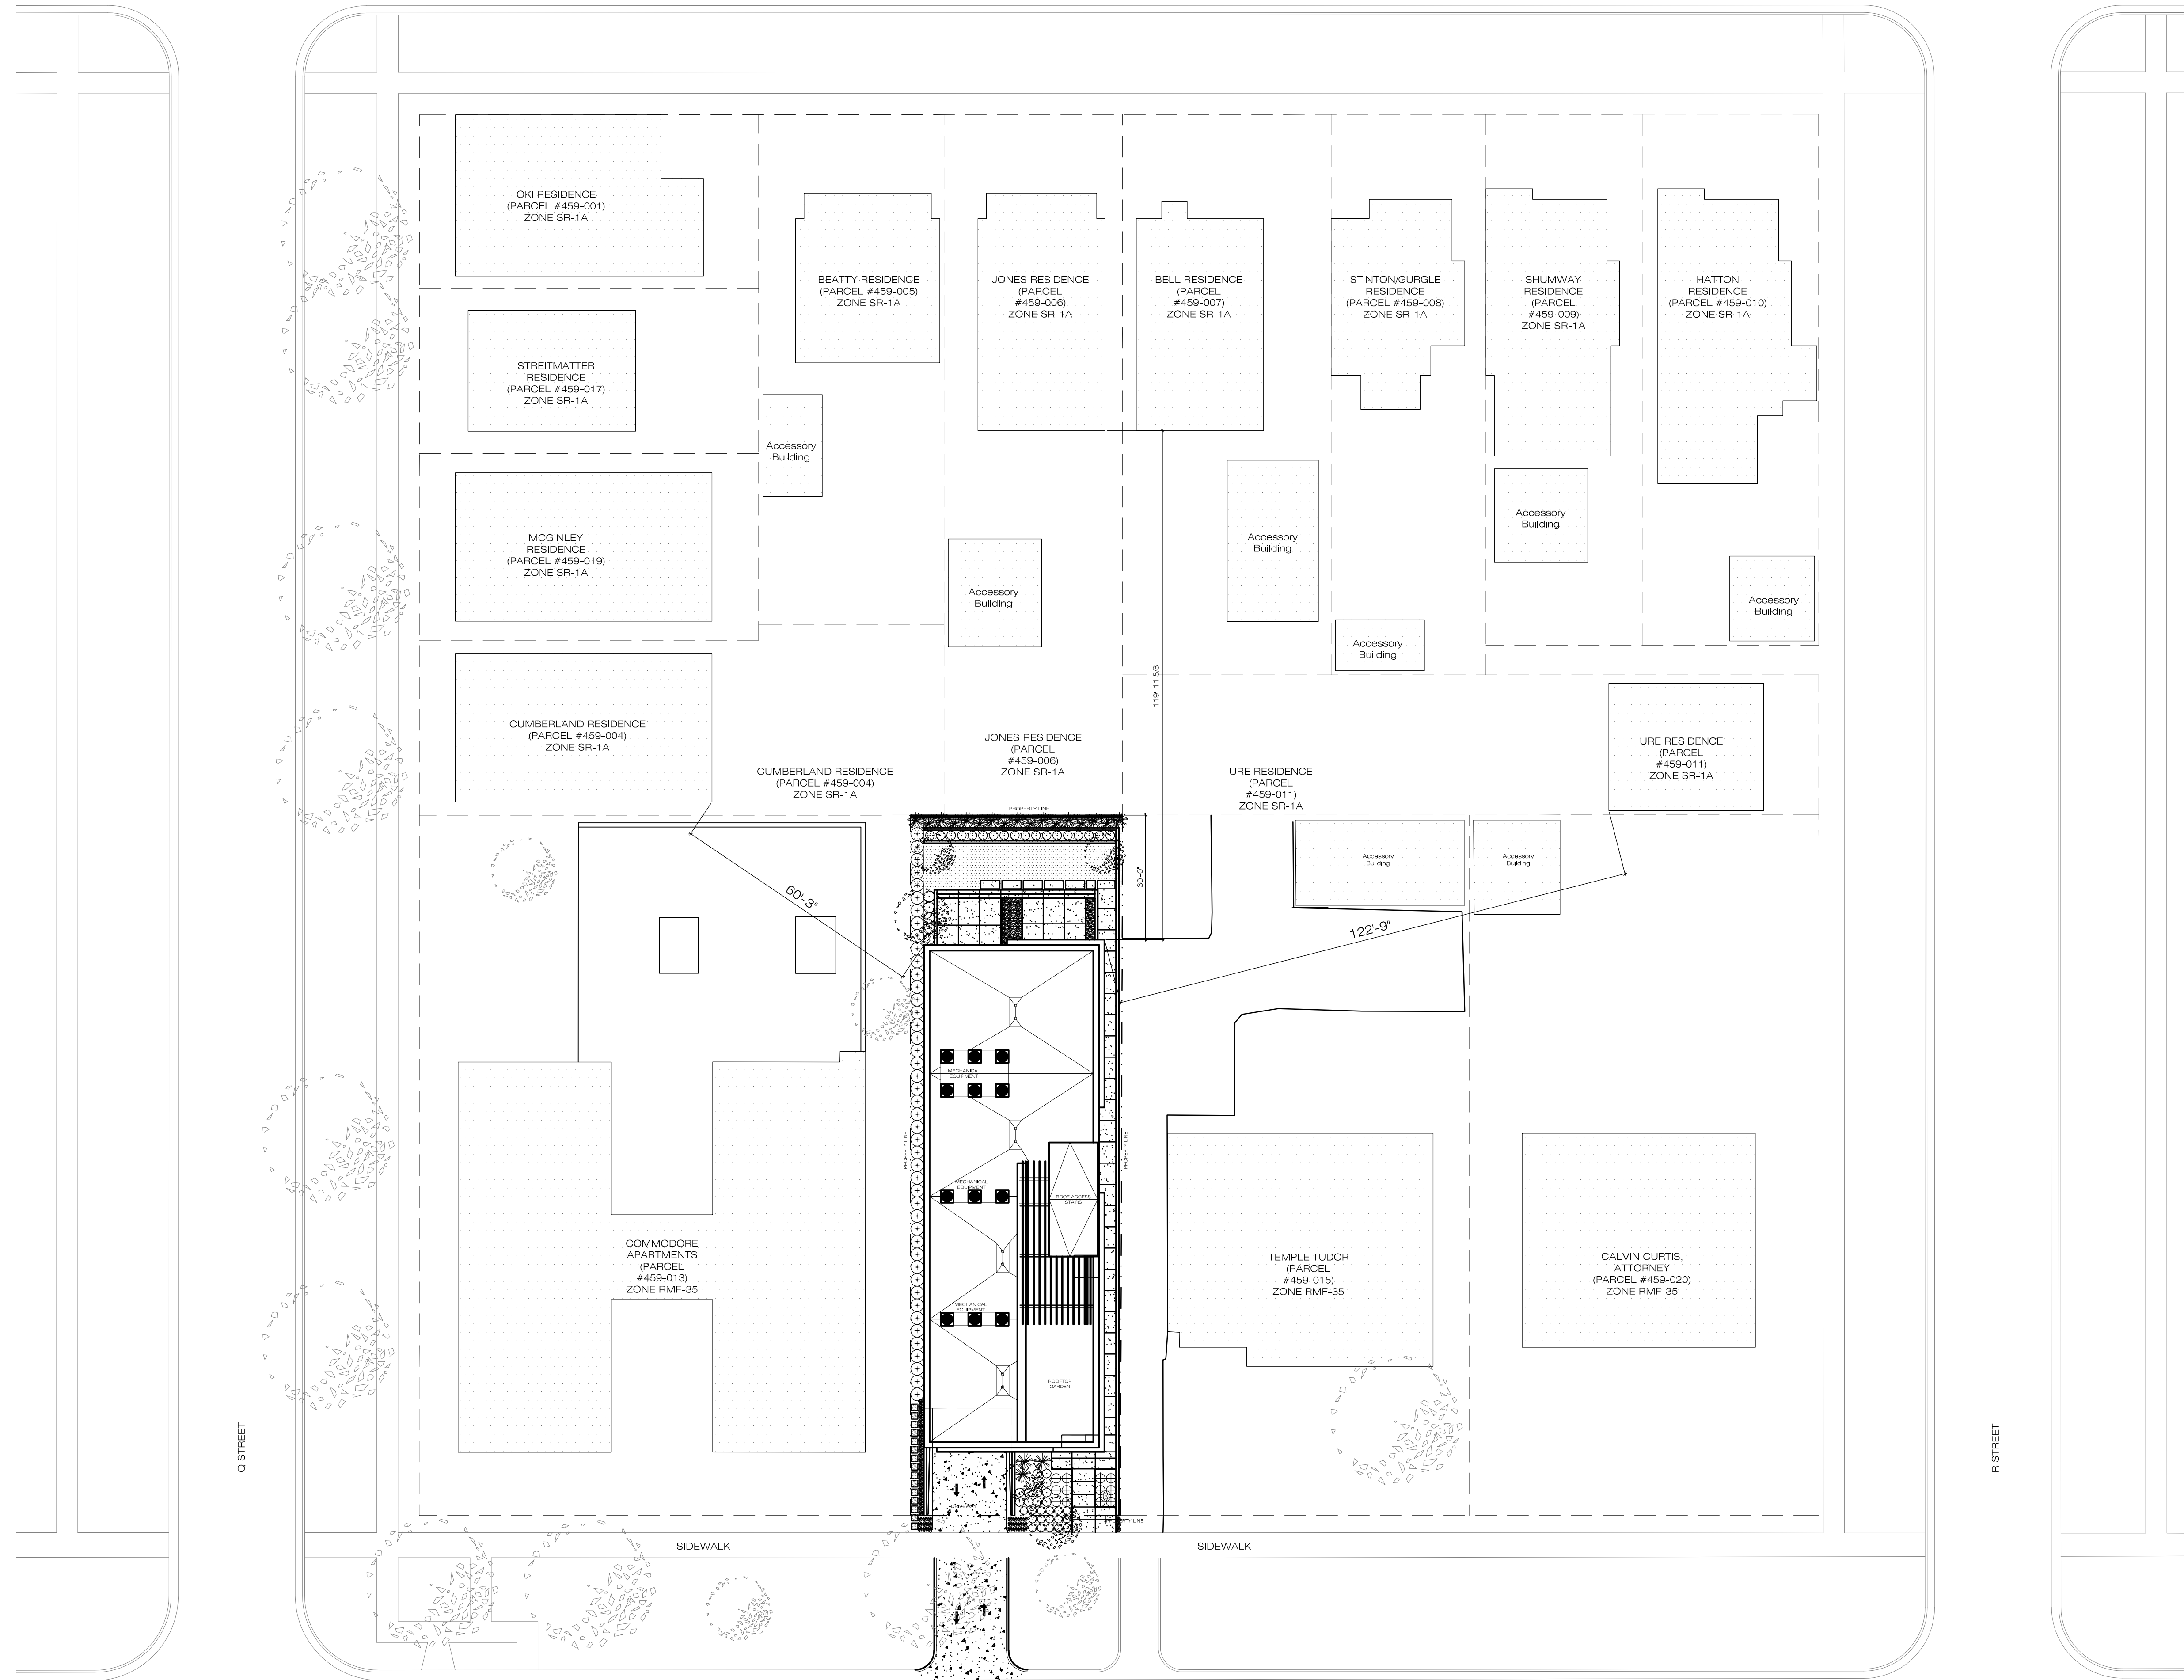 OKI RESIDENCE
(PARCEL #459-001)
ZONE SR-1A
BEATTY RESIDENCE
(PARCEL #459-005)
ZONE SR-1A
JONES RESIDENCE
(PARCEL
#459-006)
ZONE SR-1A
BELL RESIDENCE
(PARCEL
#459-007)
ZONE SR-1A
STINTON/GURGLE
RESIDENCE
(PARCEL #459-008)
ZONE SR-1A
SHUMWAY
RESIDENCE
(PARCEL
#459-009)
ZONE SR-1A
HATTON
RESIDENCE
(PARCEL #459-010)
ZONE SR-1A
STREITMATTER
RESIDENCE
(PARCEL #459-017)
ZONE SR-1A
Accessory
Building
MCGINLEY
RESIDENCE
(PARCEL #459-019)
ZONE SR-1A
Accessory
Building
Accessory
Building
Accessory
Building
Accessory
Building
Accessory
Building
119'-11 5/8"
CUMBERLAND RESIDENCE
(PARCEL #459-004)
ZONE SR-1A
CUMBERLAND RESIDENCE
(PARCEL #459-004)
ZONE SR-1A
JONES RESIDENCE
(PARCEL
#459-006)
ZONE SR-1A
URE RESIDENCE
(PARCEL
#459-011)
ZONE SR-1A
URE RESIDENCE
(PARCEL
#459-011)
ZONE SR-1A
PROPERTY LINE
Accessory
Building
Accessory
Building
30'-0"
60'-3"
122'-9"
MECHANICAL
EQUIPMENT
PROPERTY LINE
PROPERTY LINE
MECHANICAL
EQUIPMENT
ROOF ACCESS
STAIRS
COMMODORE
APARTMENTS
(PARCEL
#459-013)
ZONE RMF-35
TEMPLE TUDOR
(PARCEL
#459-015)
ZONE RMF-35
CALVIN CURTIS,
ATTORNEY
(PARCEL #459-020)
ZONE RMF-35
MECHANICAL
EQUIPMENT
ROOFTOP
GARDEN
Q STREET
R STREET
LINE
SIDEWALK
SIDEWALK